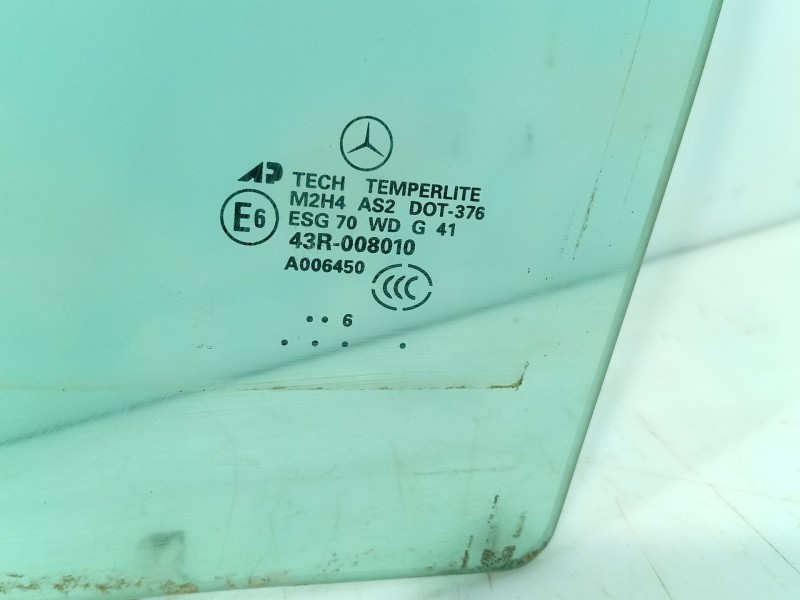 AP TECH TEMPERLITE
M2H4 AS2 DOT-376
E6 ESG 70 WD G 41
43R-008010
A006450
CCC
.. 6
. . . .